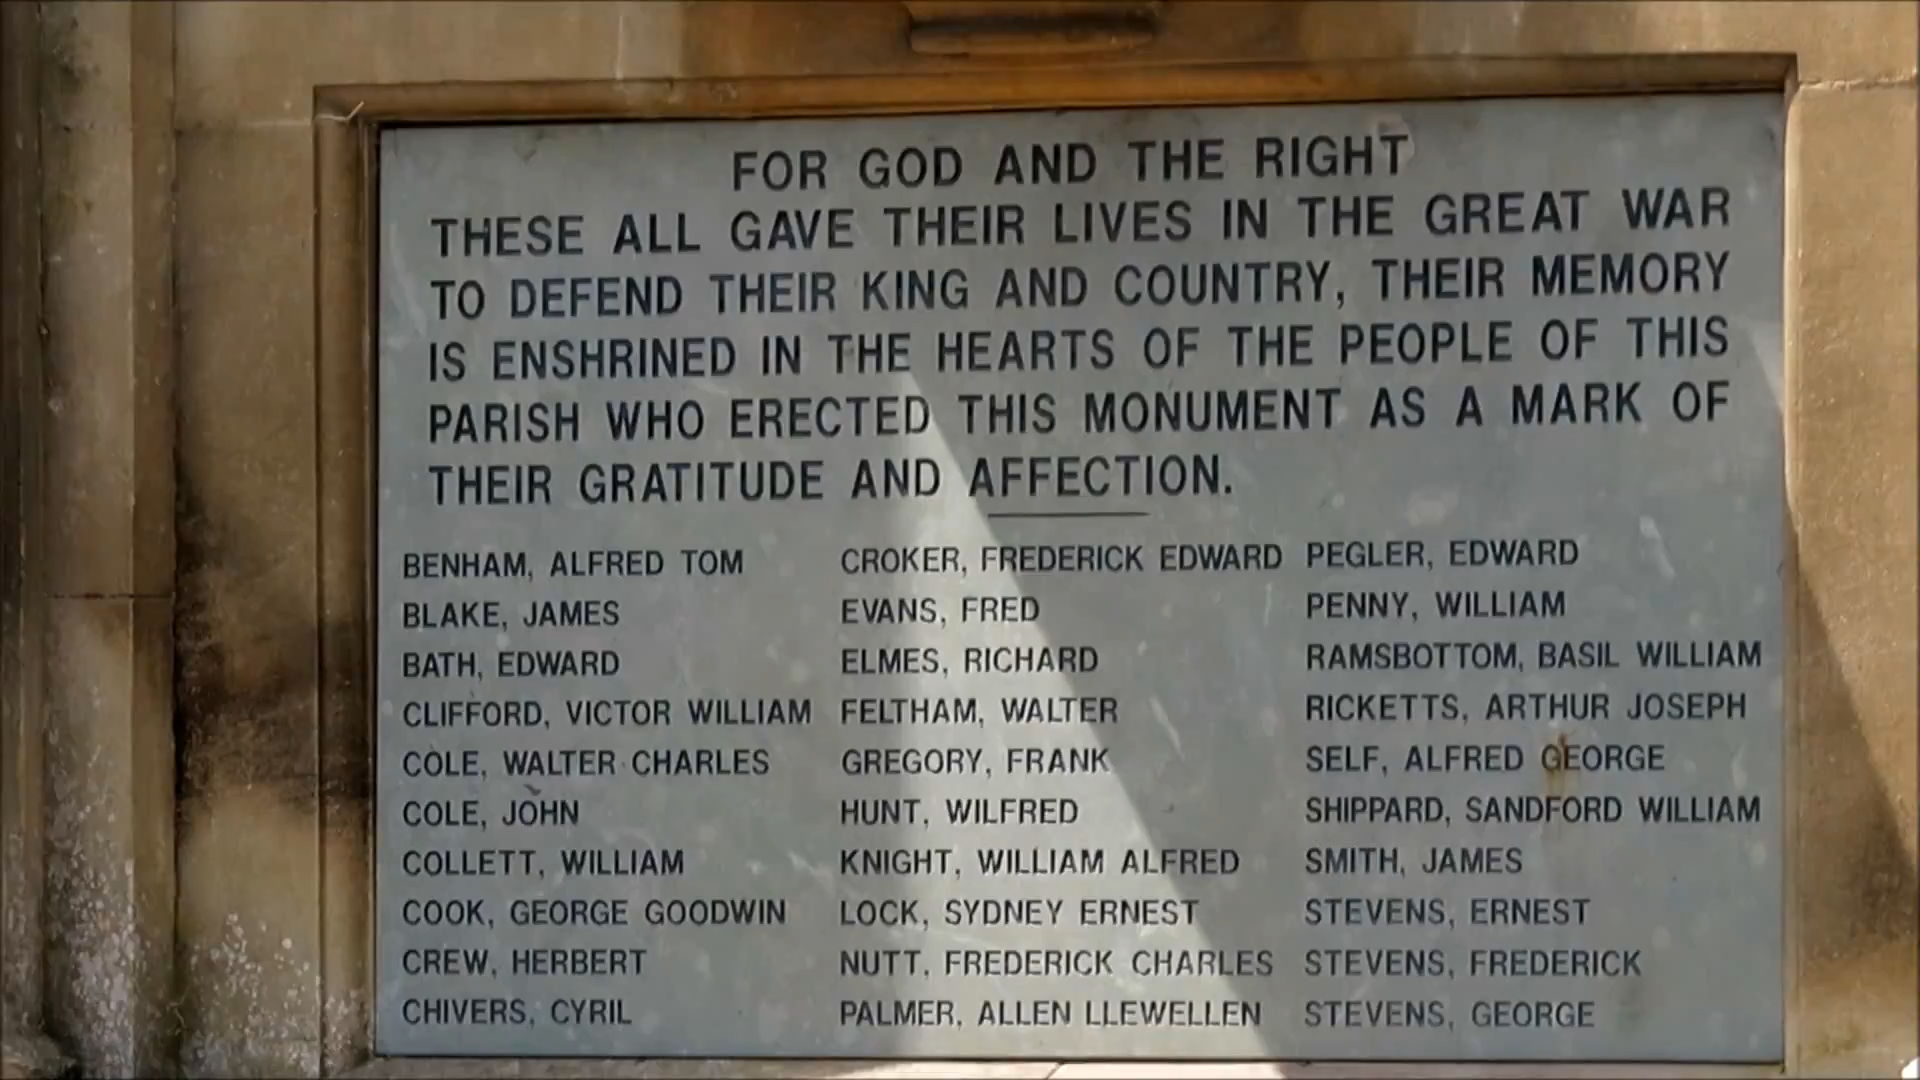 FOR GOD AND THE RIGHT
THESE ALL GAVE THEIR LIVES IN THE GREAT WAR
TO DEFEND THEIR KING AND COUNTRY, THEIR MEMORY
IS ENSHRINED IN THE HEARTS OF THE PEOPLE OF THIS
PARISH WHO ERECTED THIS MONUMENT AS A MARK OF
THEIR GRATITUDE AND AFFECTION.
BENHAM, ALFRED TOM
BLAKE, JAMES
BATH, EDWARD
CLIFFORD, VICTOR WILLIAM
COLE, WALTER CHARLES
COLE, JOHN
COLLETT, WILLIAM
COOK, GEORGE GOODWIN
CREW, HERBERT
CHIVERS, CYRIL
CROKER, FREDERICK EDWARD
EVANS, FRED
ELMES, RICHARD
FELTHAM, WALTER
GREGORY, FRANK
HUNT, WILFRED
KNIGHT, WILLIAM ALFRED
LOCK, SYDNEY ERNEST
NUTT, FREDERICK CHARLES
PALMER, ALLEN LLEWELLEN
PEGLER, EDWARD
PENNY, WILLIAM
RAMSBOTTOM, BASIL WILLIAM
RICKETTS, ARTHUR JOSEPH
SELF, ALFRED GEORGE
SHIPPARD, SANDFORD WILLIAM
SMITH, JAMES
STEVENS, ERNEST
STEVENS, FREDERICK
STEVENS, GEORGE